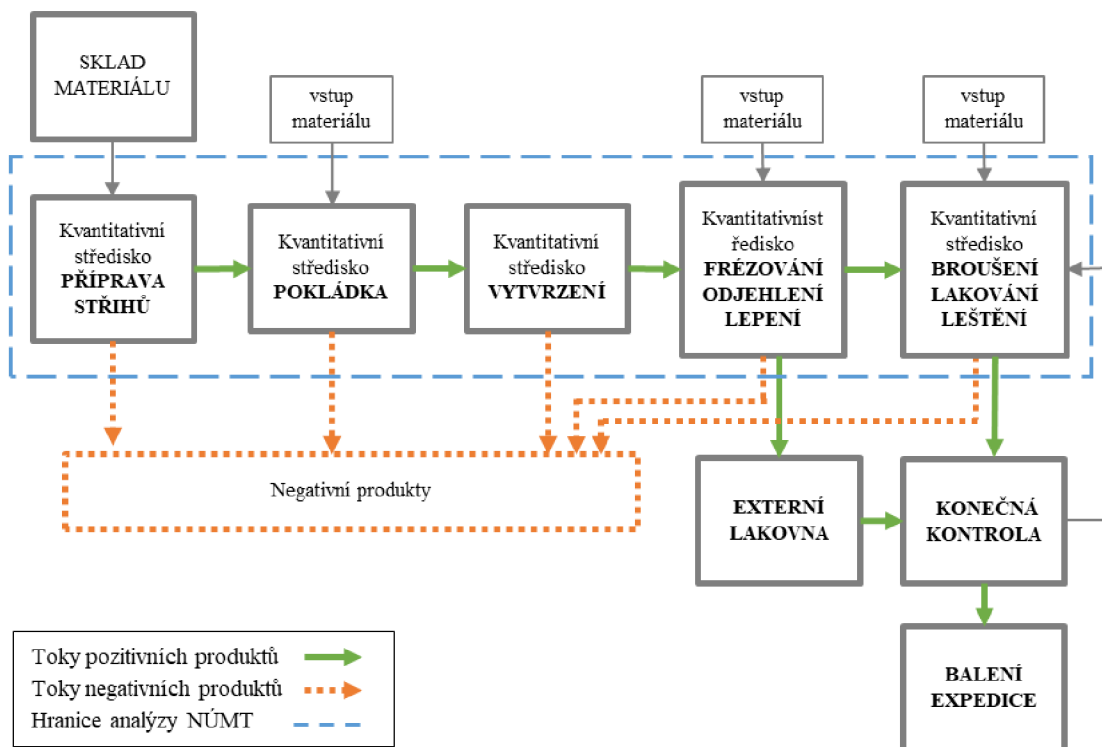 SKLAD
MATERIÁLU
vstup
materiálu
vstup
materiálu
vstup
materiálu
Kvantitativní
středisko
PŘÍPRAVA
STŘIHŮ
Kvantitativní
středisko
POKLÁDKA
Kvantitativní
středisko
VYTVRZENÍ
Kvantitativníst
ředisko
FRÉZOVÁNÍ
ODJEHLENÍ
LEPENÍ
Kvantitativní
středisko
BROUŠENÍ
LAKOVÁNÍ
LEŠTĚNÍ
Negativní produkty
EXTERNÍ
LAKOVNA
KONEČNÁ
KONTROLA
BALENÍ
EXPEDICE
Toky pozitivních produktů
Toky negativních produktů
Hranice analýzy NÚMT